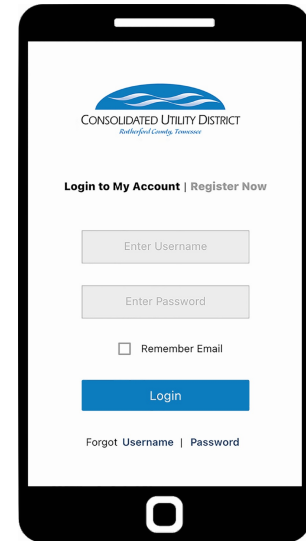 CONSOLIDATED UTILITY DISTRICT
Rutherford County, Tennessee
Login to My Account | Register Now
Enter Username
Enter Password
Remember Email
Login
Forgot Username | Password